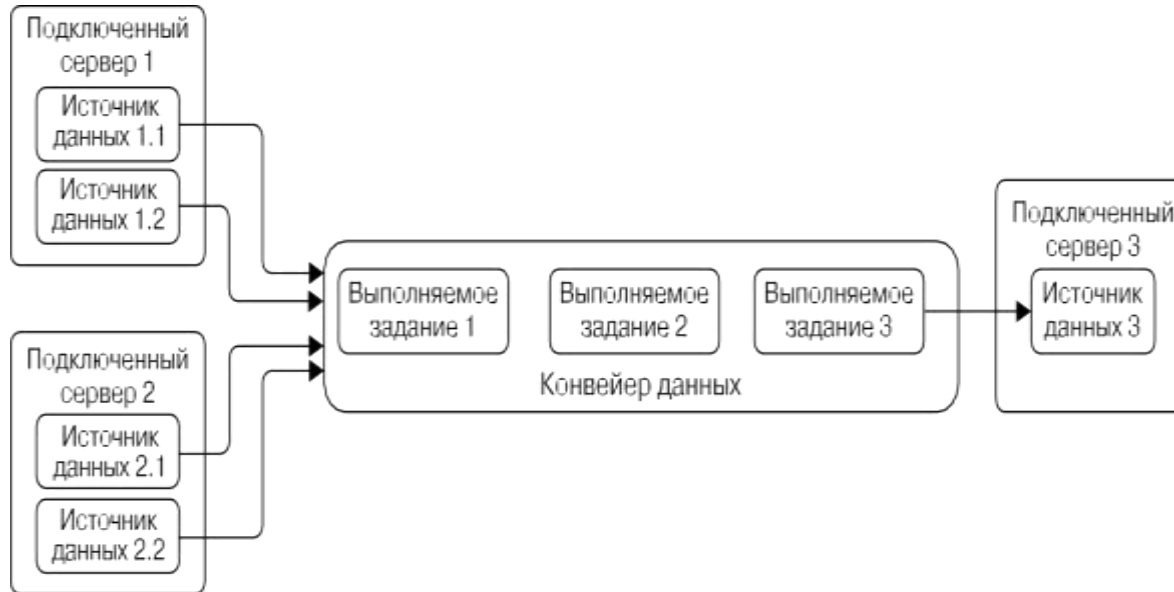 Подключенный
сервер 1
Источник
данных 1.1
Источник
данных 1.2
Подключенный
сервер 2
Источник
данных 2.1
Источник
данных 2.2
Выполняемое
задание 1
Выполняемое
задание 2
Выполняемое
задание 3
Конвейер данных
Подключенный
сервер 3
Источник
данных 3